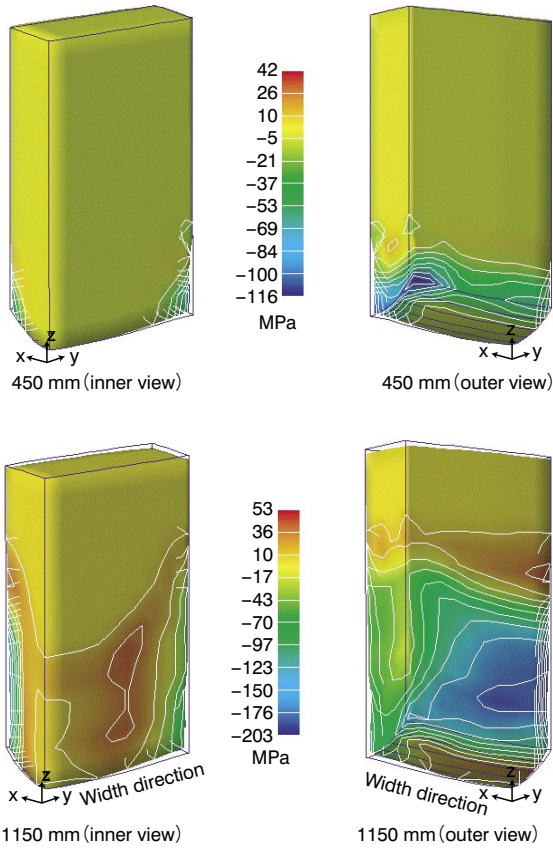 42
26
10
−5
−21
−37
−53
−69
−84
−100
−116
MPa
z
x
y
450 mm (inner view)
z
x
y
450 mm (outer view)
53
36
10
−17
−43
−70
−97
−123
−150
−176
−203
MPa
z
x
y
Width direction
1150 mm (inner view)
z
x
y
Width direction
1150 mm (outer view)